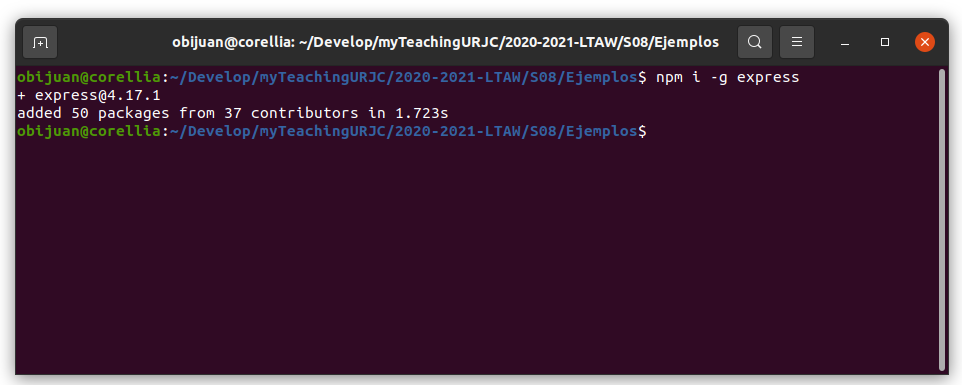 obijuan@corellia: ~/Develop/myTeachingURJC/2020-2021-LTAW/S08/Ejemplos
obijuan@corellia:~/Develop/myTeachingURJC/2020-2021-LTAW/S08/Ejemplos$ npm i -g express
+ express@4.17.1
added 50 packages from 37 contributors in 1.723s
obijuan@corellia:~/Develop/myTeachingURJC/2020-2021-LTAW/S08/Ejemplos$